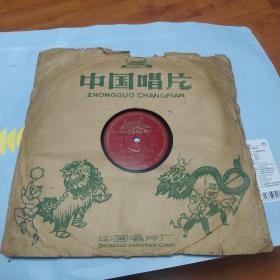 中国唱片
ZHONGGUO CHANGPIAN
中国唱片厂
ZHONGGUO CHANGPIAN CHANG